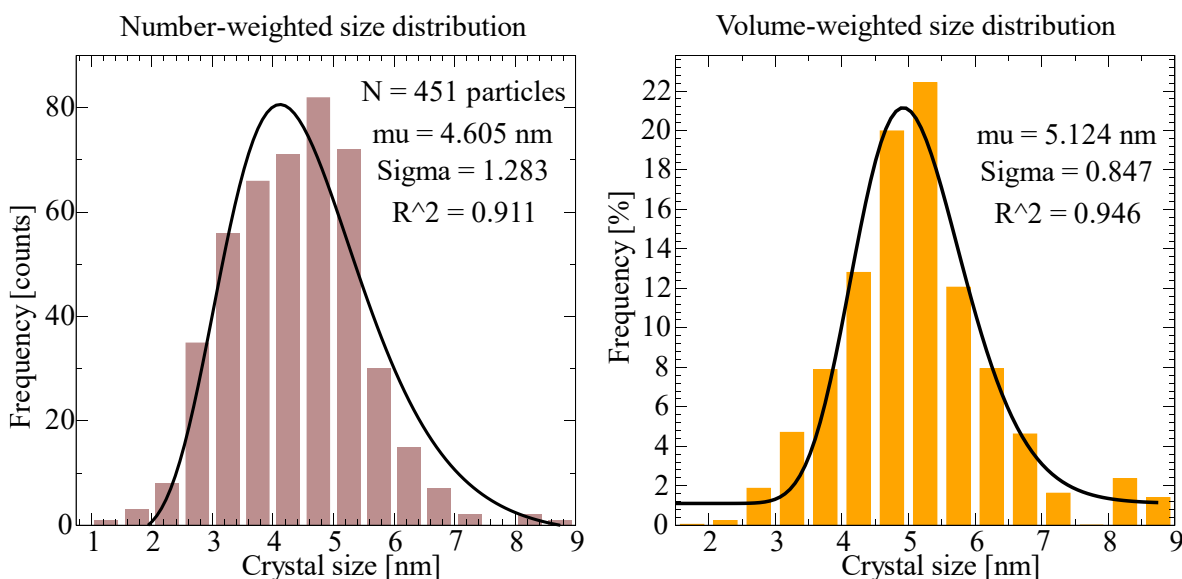 Number-weighted size distribution
N = 451 particles
mu = 4.605 nm
Sigma = 1.283
R^2 = 0.911
Frequency [counts]
80
60
40
20
0
1 2 3 4 5 6 7 8 9
Crystal size [nm]
Volume-weighted size distribution
mu = 5.124 nm
Sigma = 0.847
R^2 = 0.946
Frequency [%]
22
20
18
16
14
12
10
8
6
4
2
0
2 3 4 5 6 7 8 9
Crystal size [nm]